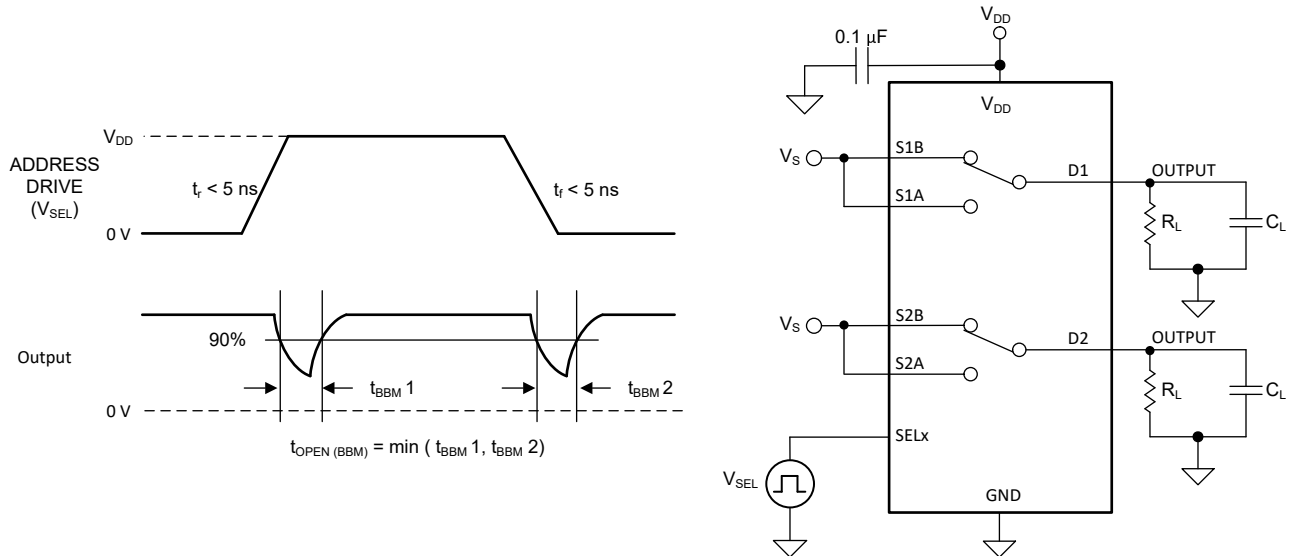 V_DD
ADDRESS
DRIVE
(V_SEL)
t_r < 5 ns
t_f < 5 ns
0 V
90%
Output
t_BBM 1
t_BBM 2
0 V
t_OPEN (BBM) = min ( t_BBM 1, t_BBM 2)
V_DD
0.1 µF
V_DD
V_S
S1B
D1
OUTPUT
S1A
R_L
C_L
V_S
S2B
D2
OUTPUT
S2A
R_L
C_L
SELx
V_SEL
GND